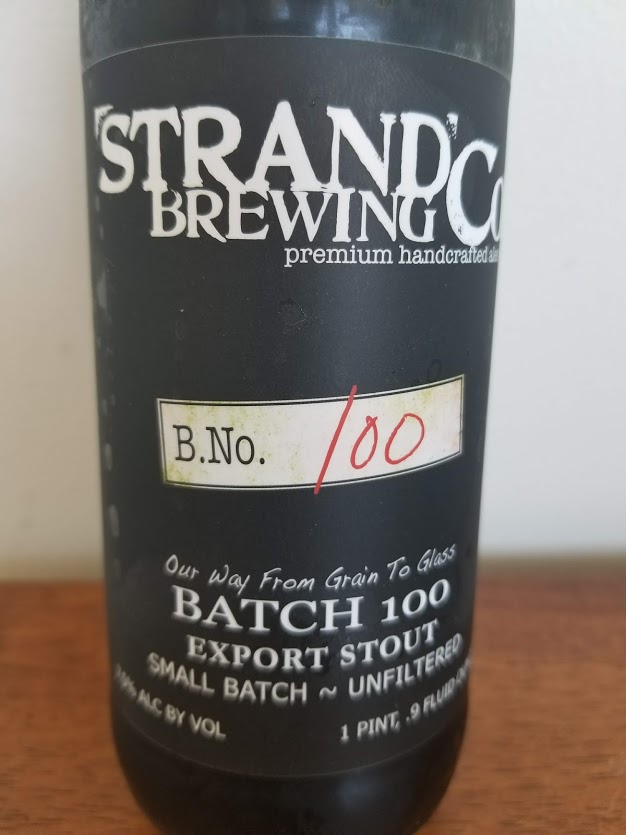 STRAND
BREWING Co
premium handcrafted
B.No. 100
Our Way From Grain To Glass
BATCH 100
EXPORT STOUT
SMALL BATCH ~ UNFILTERED
ALC BY VOL
1 PINT, .9 FLUID